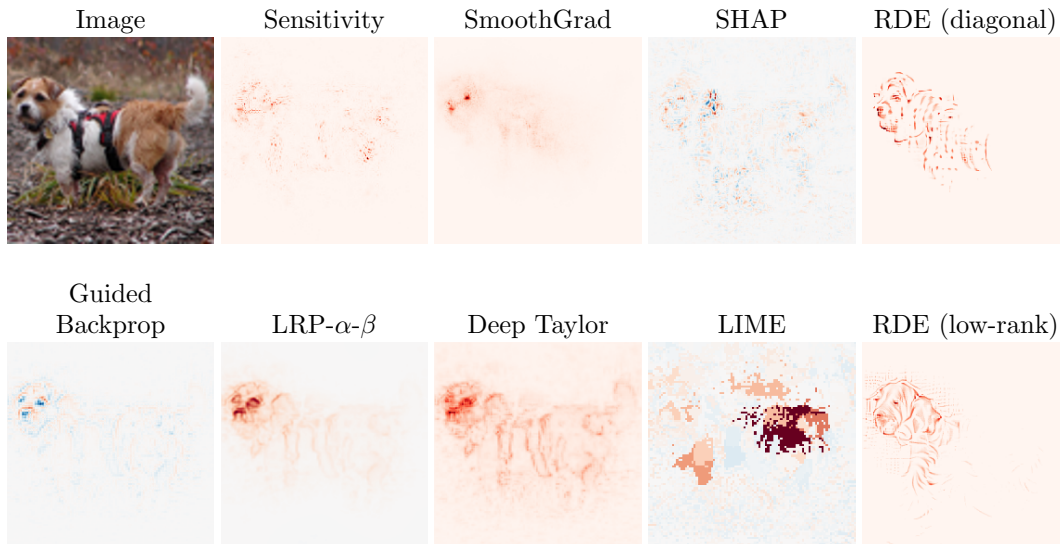 Image
Sensitivity
SmoothGrad
SHAP
RDE (diagonal)
Guided
Backprop
LRP-α-β
Deep Taylor
LIME
RDE (low-rank)